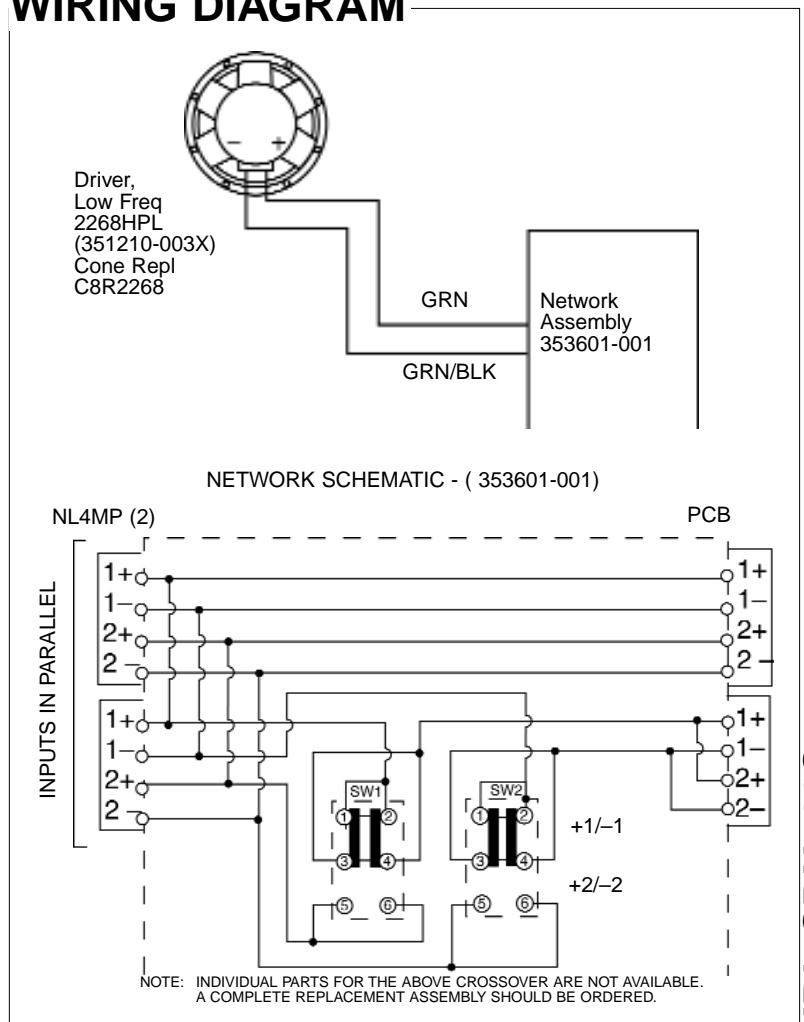 WIRING DIAGRAM
Driver,
Low Freq
2268HPL
(351210-003X)
Cone Repl
C8R2268
– +
GRN
GRN/BLK
Network
Assembly
353601-001
NETWORK SCHEMATIC - ( 353601-001)
NL4MP (2)
PCB
INPUTS IN PARALLEL
1+
1–
2+
2 –
1+
1–
2+
2 –
1+
1–
2+
2 –
1+
1–
2+
2–
SW1
1 2
3 4
5 6
SW2
1 2
3 4
5 6
+1/–1
+2/–2
NOTE: INDIVIDUAL PARTS FOR THE ABOVE CROSSOVER ARE NOT AVAILABLE.
A COMPLETE REPLACEMENT ASSEMBLY SHOULD BE ORDERED.